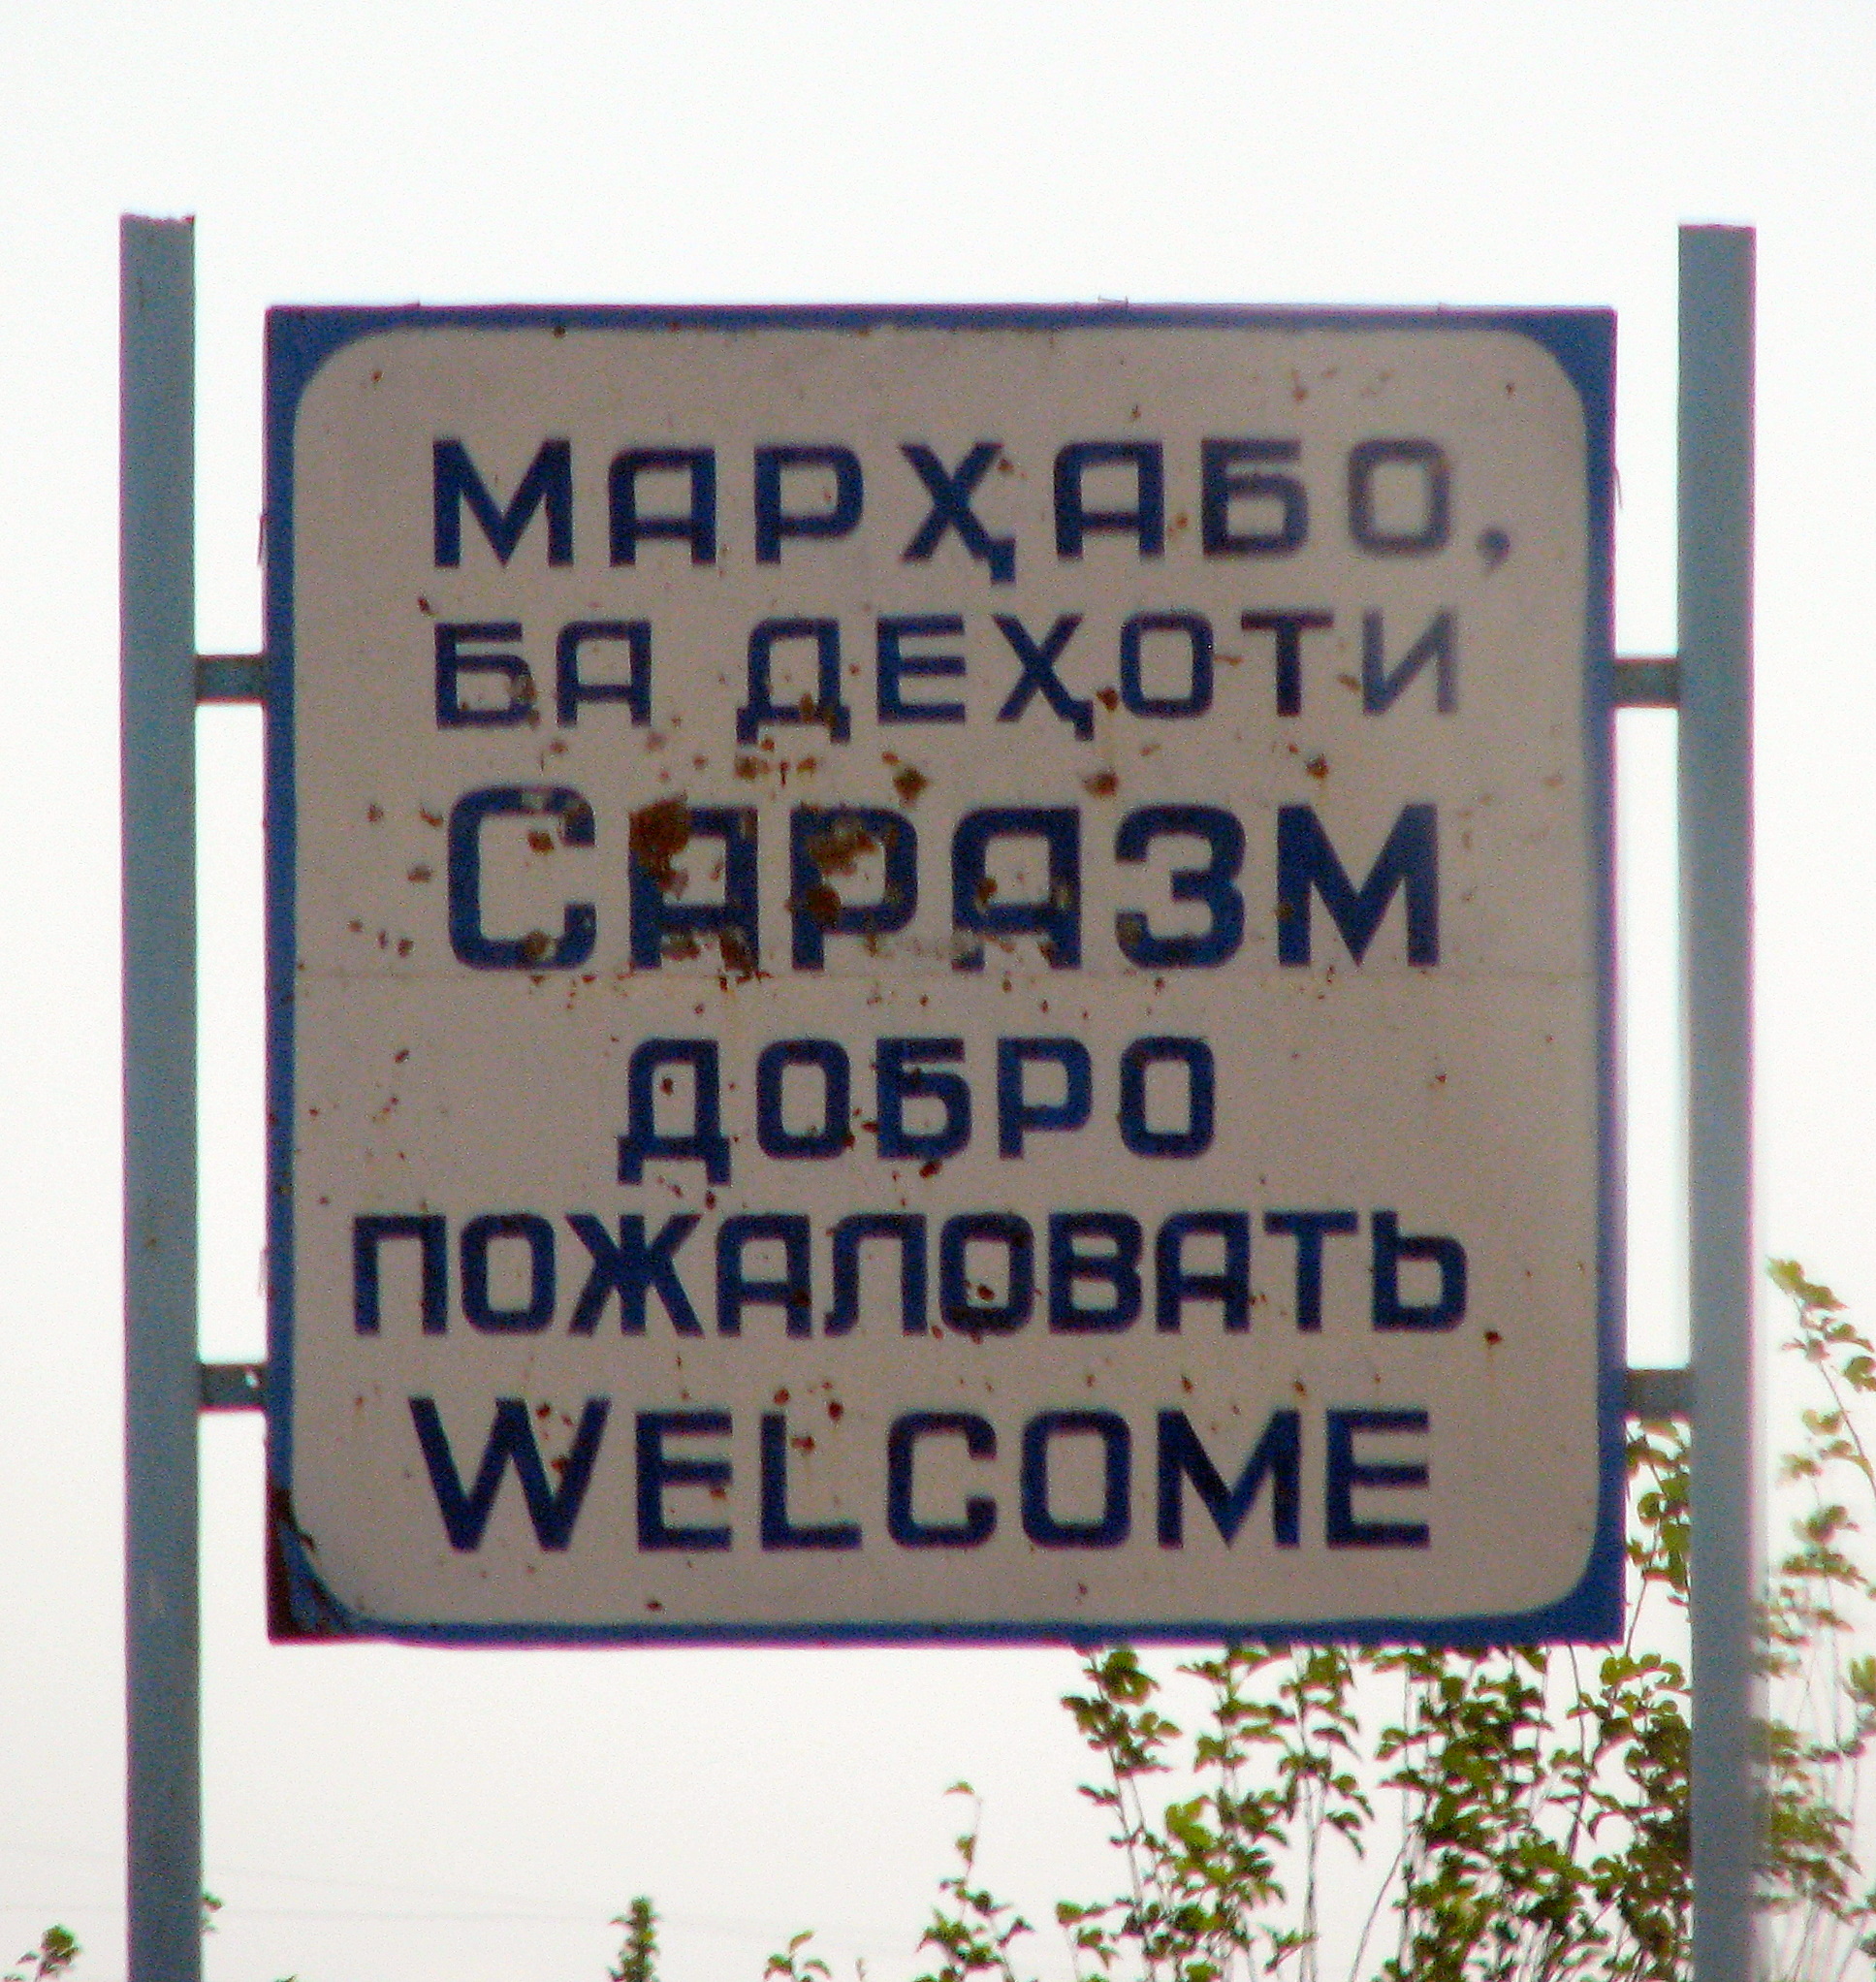 МАРҲАБО,
БА ДЕҲОТИ
САРАЗМ
ДОБРО
ПОЖАЛОВАТЬ
WELCOME